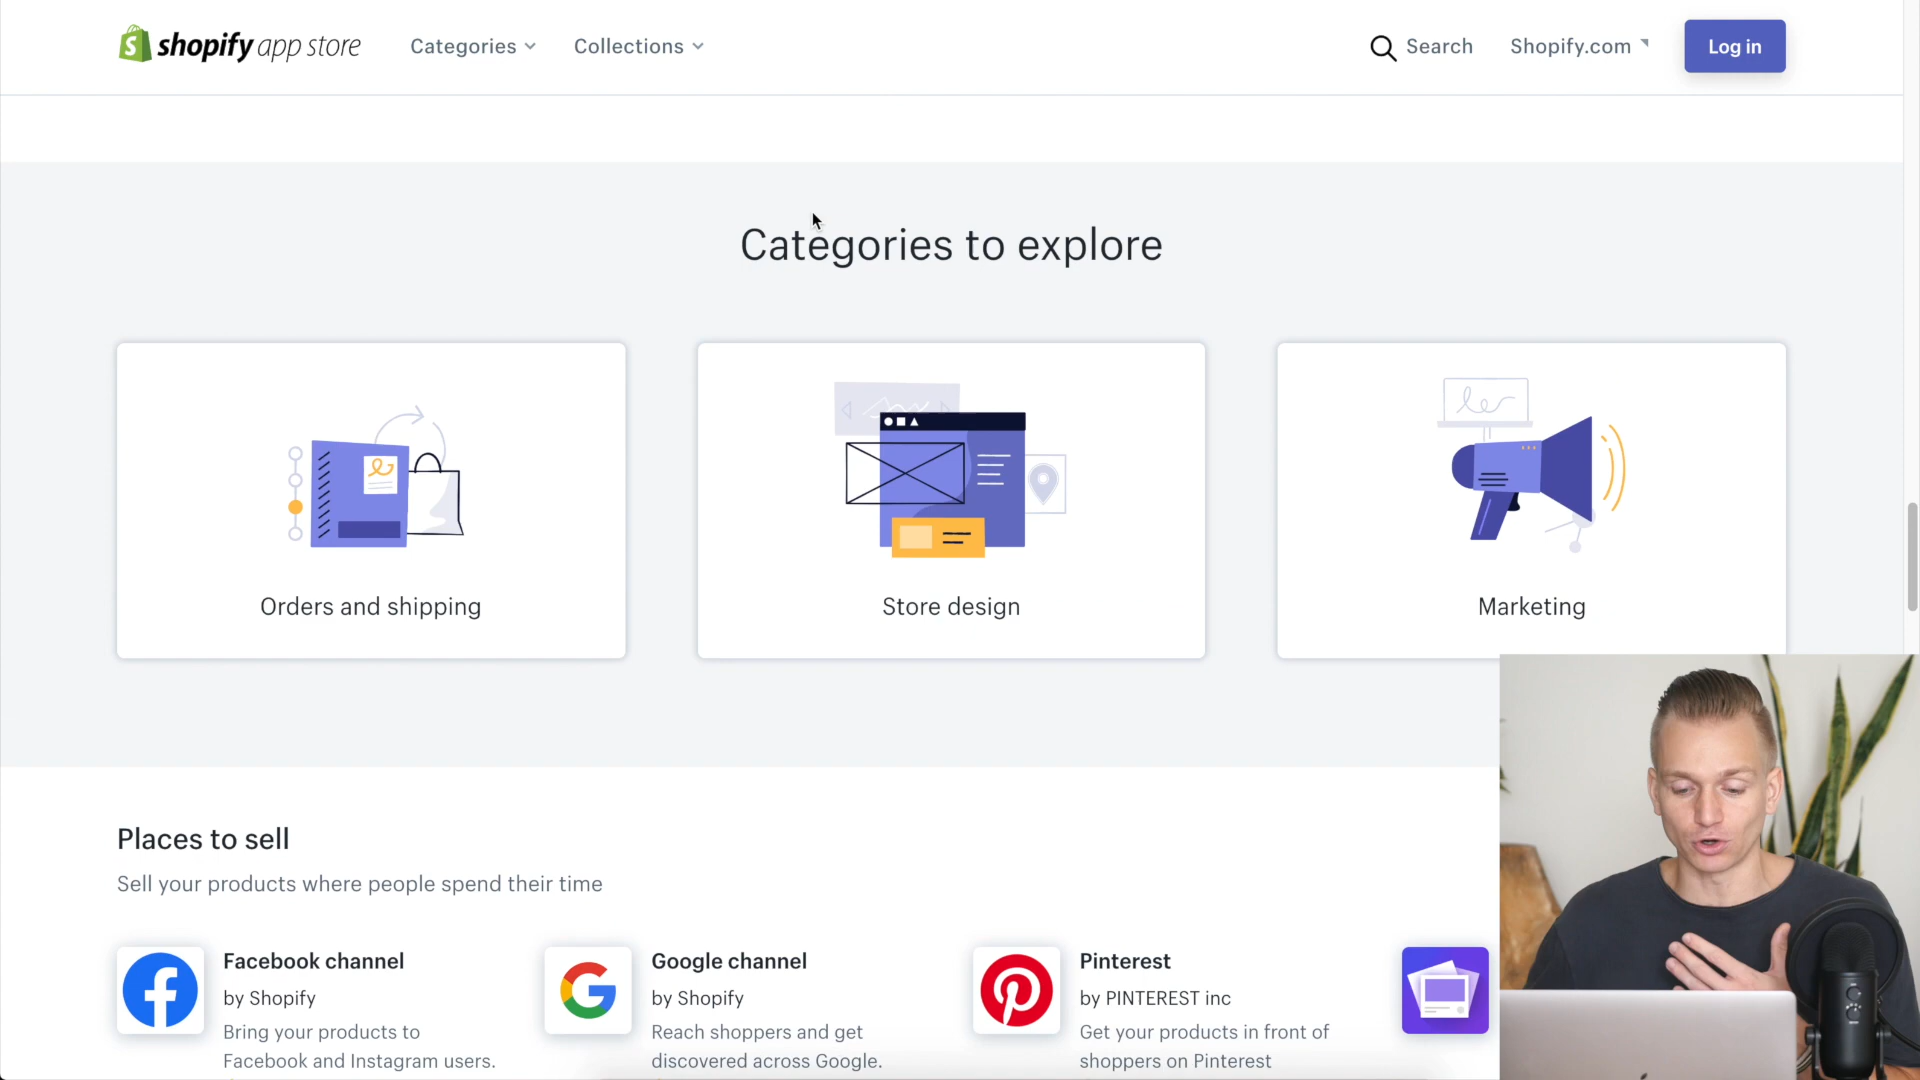 shopify app store
Categories
Collections
Search
Shopify.com
Log in
Categories to explore
Orders and shipping
Store design
Marketing
Places to sell
Sell your products where people spend their time
Facebook channel
by Shopify
Bring your products to
Facebook and Instagram users.
Google channel
by Shopify
Reach shoppers and get
discovered across Google.
Pinterest
by PINTEREST inc
Get your products in front of
shoppers on Pinterest